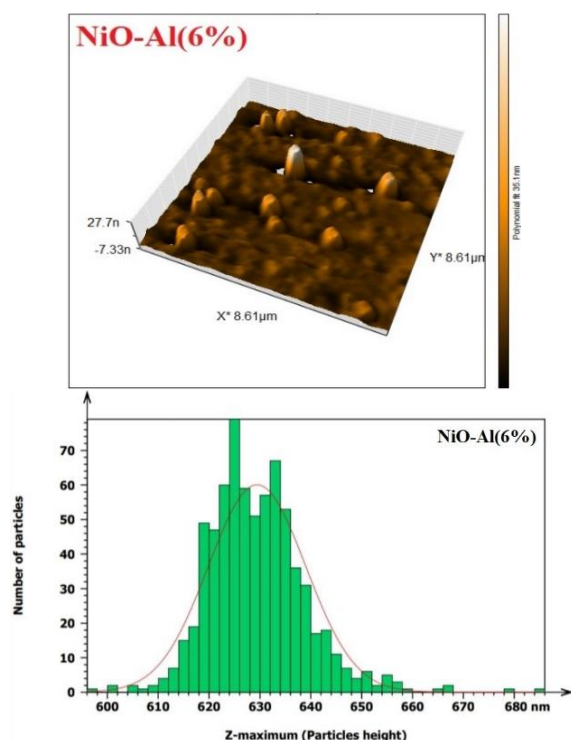 NiO-Al(6%)
Polynomial fit 35.1nm
27.7n
-7.33n
Y* 8.61µm
X* 8.61µm
NiO-Al(6%)
Number of particles
70
60
50
40
30
20
10
0
600 610 620 630 640 650 660 670 680 nm
Z-maximum (Particles height)